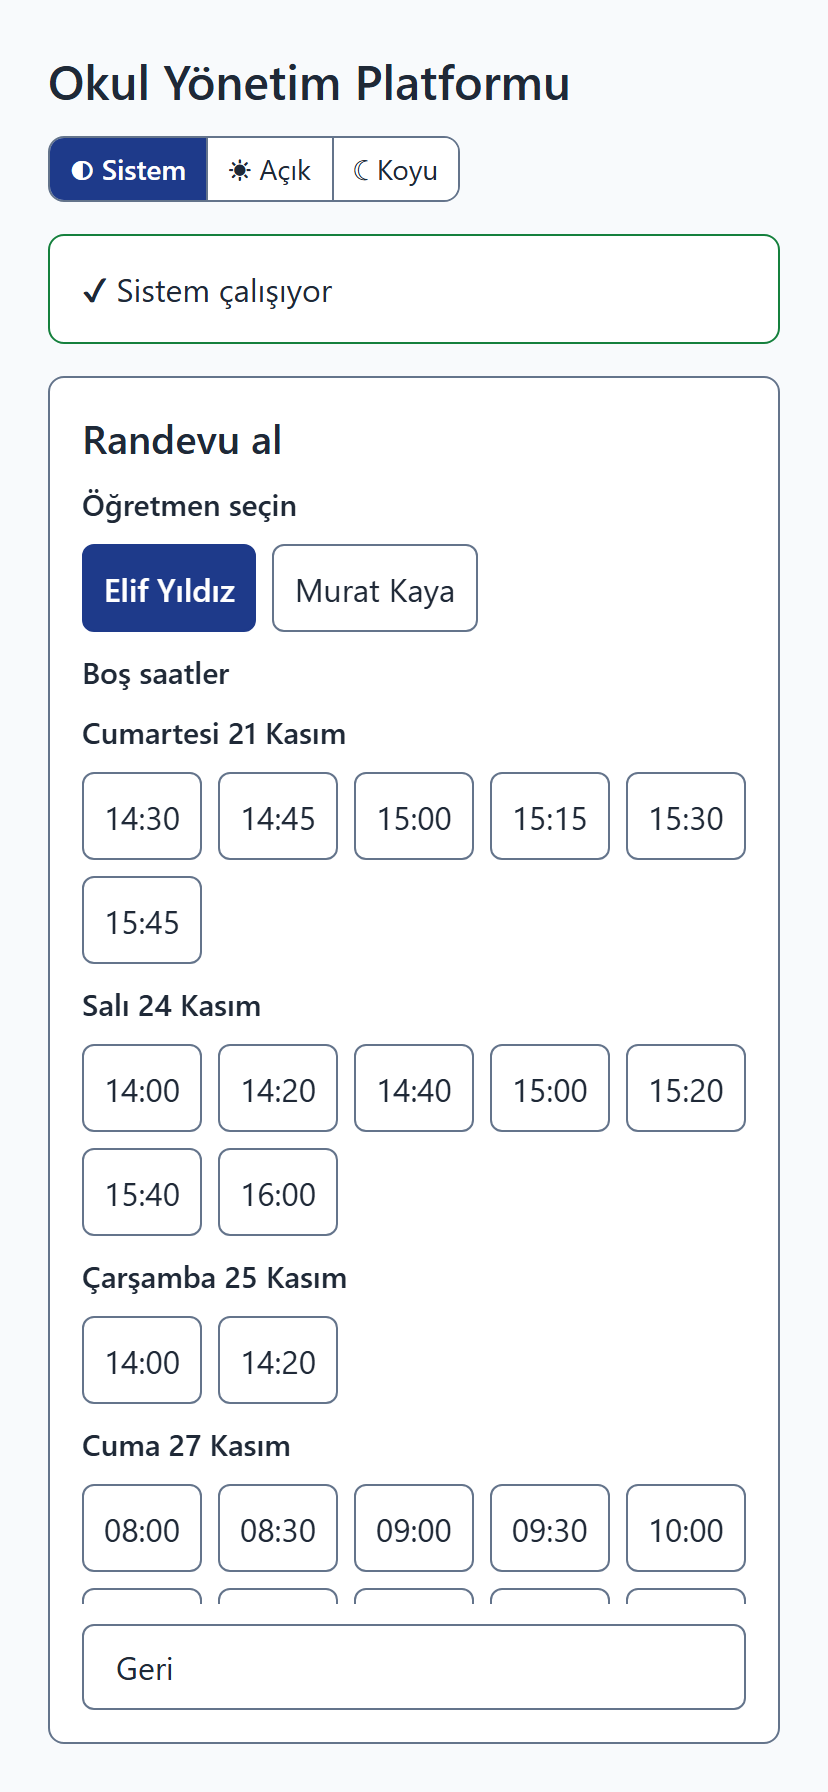 Okul Yönetim Platformu
◐ Sistem ☀ Açık ☾ Koyu
✓ Sistem çalışıyor
Randevu al
Öğretmen seçin
Elif Yıldız Murat Kaya
Boş saatler
Cumartesi 21 Kasım
14:30 14:45 15:00 15:15 15:30
15:45
Salı 24 Kasım
14:00 14:20 14:40 15:00 15:20
15:40 16:00
Çarşamba 25 Kasım
14:00 14:20
Cuma 27 Kasım
08:00 08:30 09:00 09:30 10:00
Geri